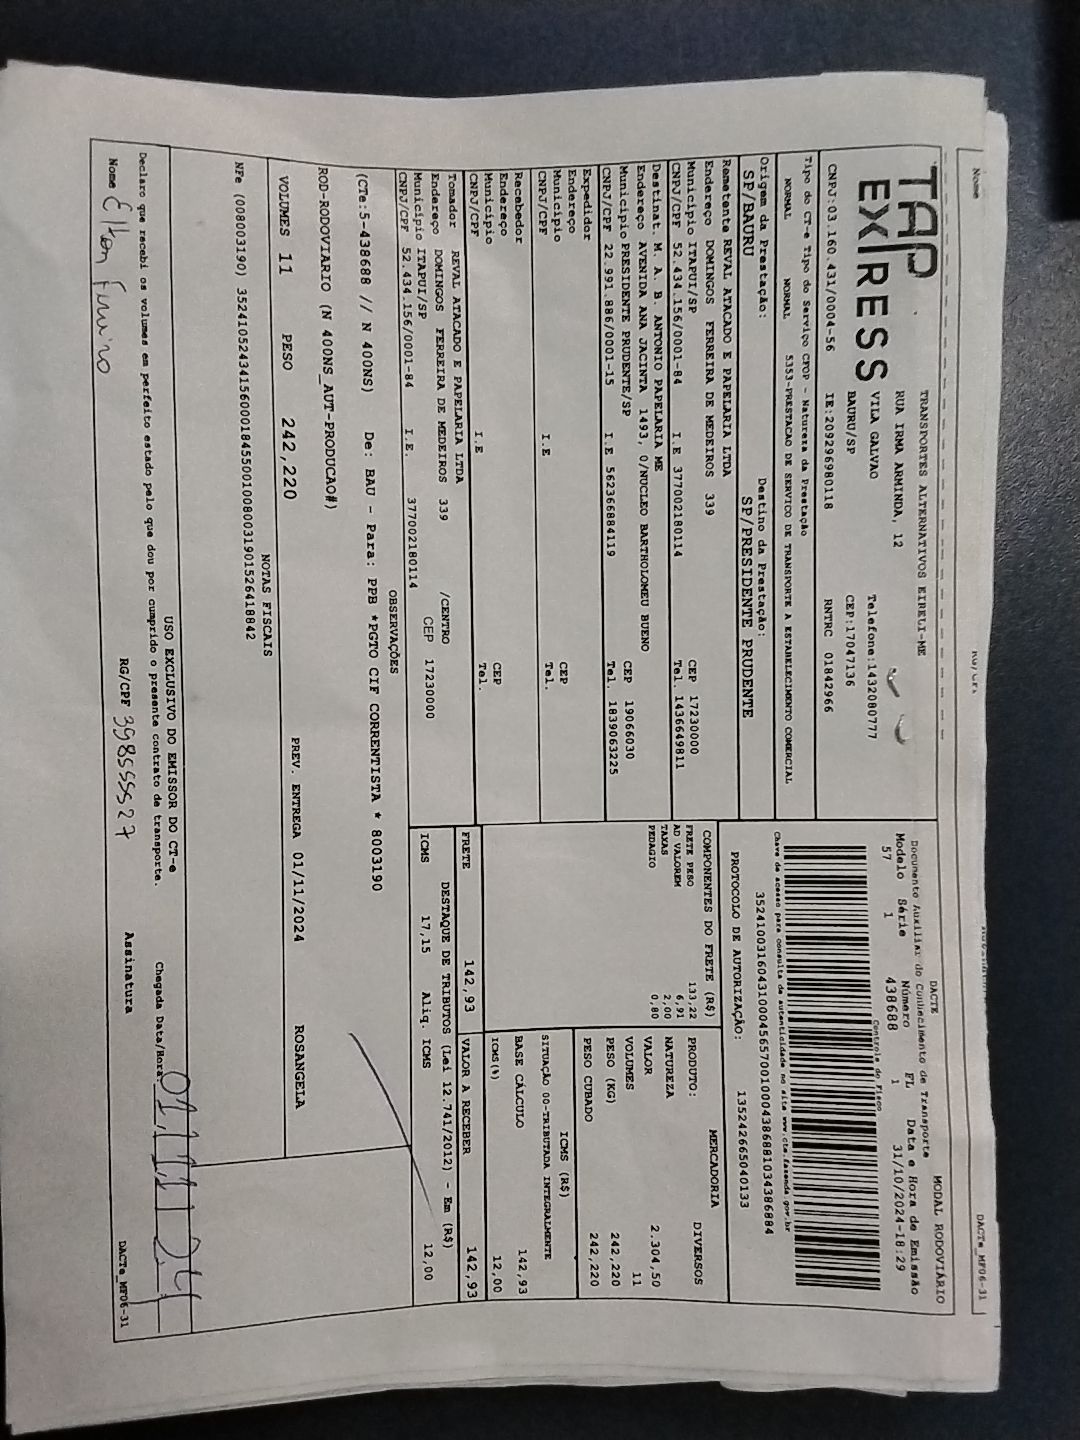 Nome
DACTe_MF06-31
TAP
EXPRESS
TRANSPORTES ALTERNATIVOS EIRELI-ME
RUA IRMA ARMINDA, 12
VILA GALVAO
BAURU/SP
Telefone:1432080777
CEP:17047136
CNPJ:03.160.431/0004-56 IE:209296980118 RNTRC 01842966
DACTE MODAL RODOVIÁRIO
Documento Auxiliar do Conhecimento de Transporte
Modelo Série Número FL Data e Hora de Emissão
57 1 438688 1 31/10/2024-18:29
Controle do Fisco
Chave de acesso para consulta de autenticidade no site www.cte.fazenda.gov.br
35241003160431000456570010004386881034386884
PROTOCOLO DE AUTORIZAÇÃO: 135242665040133
Tipo do CT-e Tipo do Serviço CFOP - Natureza da Prestação
NORMAL NORMAL 5353-PRESTACAO DE SERVICO DE TRANSPORTE A ESTABELECIMENTO COMERCIAL
Origem da Prestação: Destino da Prestação:
SP/BAURU SP/PRESIDENTE PRUDENTE
Remetente REVAL ATACADO E PAPELARIA LTDA
Endereço DOMINGOS FERREIRA DE MEDEIROS 339
Município ITAPUI/SP CEP 17230000
CNPJ/CPF 52.434.156/0001-84 I.E 377002180114 Tel. 1436649811
Destinat. M. A. B. ANTONIO PAPELARIA ME
Endereço AVENIDA ANA JACINTA 1493, 0/NUCLEO BARTHOLOMEU BUENO
Município PRESIDENTE PRUDENTE/SP CEP 19066030
CNPJ/CPF 22.991.886/0001-15 I.E 562366884119 Tel. 1839063225
Expedidor
Endereço
Município CEP
CNPJ/CPF I.E Tel.
Recebedor
Endereço
Município CEP
CNPJ/CPF I.E Tel.
Tomador REVAL ATACADO E PAPELARIA LTDA
Endereço DOMINGOS FERREIRA DE MEDEIROS 339 /CENTRO
Município ITAPUI/SP CEP 17230000
CNPJ/CPF 52.434.156/0001-84 I.E. 377002180114
COMPONENTES DO FRETE (R$)
FRETE PESO 133,22
AD VALOREM 6,91
TAXAS 2,00
PEDAGIO 0,80
MERCADORIA
PRODUTO: DIVERSOS
NATUREZA
VALOR 2.304,50
VOLUMES 11
PESO (KG) 242,220
PESO CUBADO 242,220
ICMS (R$)
SITUAÇÃO 00-TRIBUTADA INTEGRALMENTE
BASE CÁLCULO 142,93
ICMS(%) 12,00
FRETE 142,93 VALOR A RECEBER 142,93
DESTAQUE DE TRIBUTOS (Lei 12.741/2012) - Em (R$)
ICMS 17,15 Aliq. ICMS 12,00
OBSERVAÇÕES
(CTe:5-438688 // N 400NS) De: BAU - Para: PPB *PGTO CIF CORRENTISTA * 8003190
ROD-RODOVIARIO (N 400NS_AUT-PRODUCAO#)
VOLUMES 11 PESO 242,220 PREV. ENTREGA 01/11/2024 ROSANGELA
NOTAS FISCAIS
NFe (008003190) 35241052434156000184550010080031901526418842
USO EXCLUSIVO DO EMISSOR DO CT-e
Declaro que recebi os volumes em perfeito estado pelo que dou por cumprido o presente contrato de transporte. Chegada Data/Hora 01/11/24
Nome Elton RG/CPF 398555527 Assinatura DACTe_MF06-31